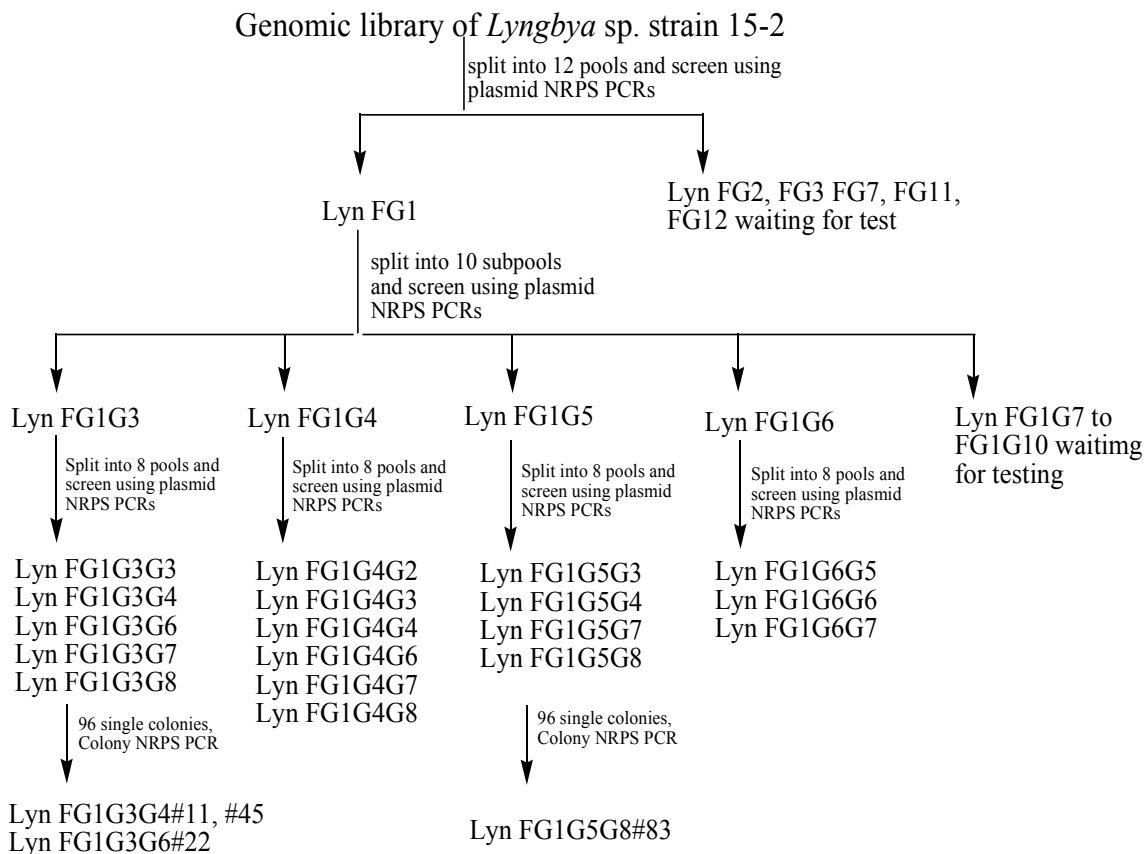 Genomic library of Lyngbya sp. strain 15-2
split into 12 pools and screen using
plasmid NRPS PCRs
Lyn FG1
Lyn FG2, FG3 FG7, FG11,
FG12 waiting for test
split into 10 subpools
and screen using plasmid
NRPS PCRs
Lyn FG1G3
Lyn FG1G4
Lyn FG1G5
Lyn FG1G6
Lyn FG1G7 to
FG1G10 waitimg
for testing
Split into 8 pools and
screen using plasmid
NRPS PCRs
Split into 8 pools and
screen using plasmid
NRPS PCRs
Split into 8 pools and
screen using plasmid
NRPS PCRs
Split into 8 pools and
screen using plasmid
NRPS PCRs
Lyn FG1G3G3
Lyn FG1G3G4
Lyn FG1G3G6
Lyn FG1G3G7
Lyn FG1G3G8
Lyn FG1G4G2
Lyn FG1G4G3
Lyn FG1G4G4
Lyn FG1G4G6
Lyn FG1G4G7
Lyn FG1G4G8
Lyn FG1G5G3
Lyn FG1G5G4
Lyn FG1G5G7
Lyn FG1G5G8
Lyn FG1G6G5
Lyn FG1G6G6
Lyn FG1G6G7
96 single colonies,
Colony NRPS PCR
96 single colonies,
Colony NRPS PCR
Lyn FG1G3G4#11, #45
Lyn FG1G3G6#22
Lyn FG1G5G8#83